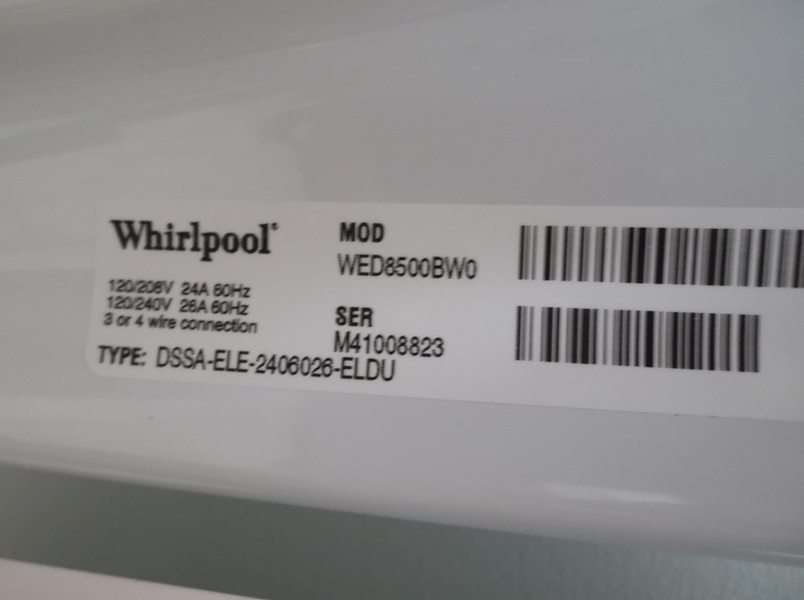 Whirlpool®
120/208V 24A 60Hz
120/240V 26A 60Hz
3 or 4 wire connection
MOD
WED8500BW0
SER
M41008823
TYPE: DSSA-ELE-2406026-ELDU